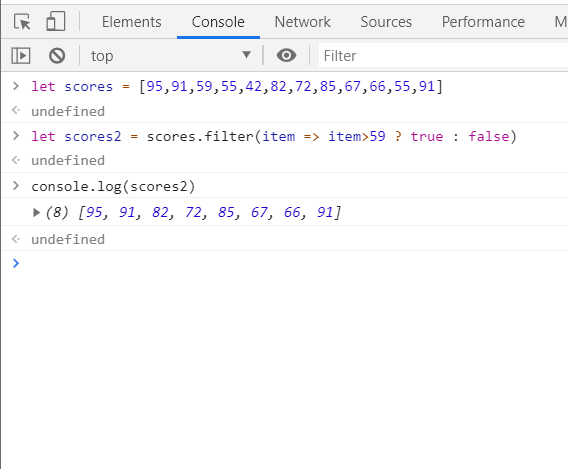 Elements Console Network Sources Performance M
top Filter
let scores = [95,91,59,55,42,82,72,85,67,66,55,91]
undefined
let scores2 = scores.filter(item => item>59 ? true : false)
undefined
console.log(scores2)
(8) [95, 91, 82, 72, 85, 67, 66, 91]
undefined